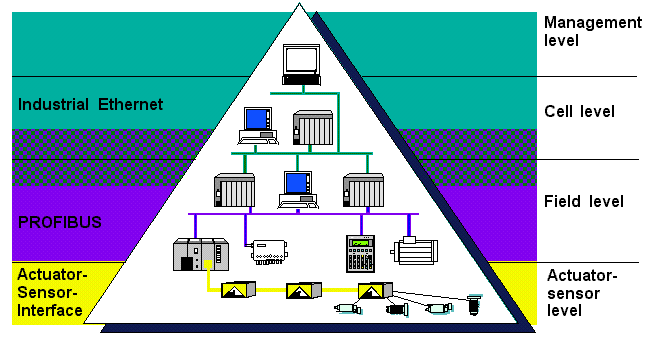 Management
level
Industrial Ethernet
Cell level
Field level
PROFIBUS
Actuator-
Sensor-
Interface
Actuator-
sensor
level